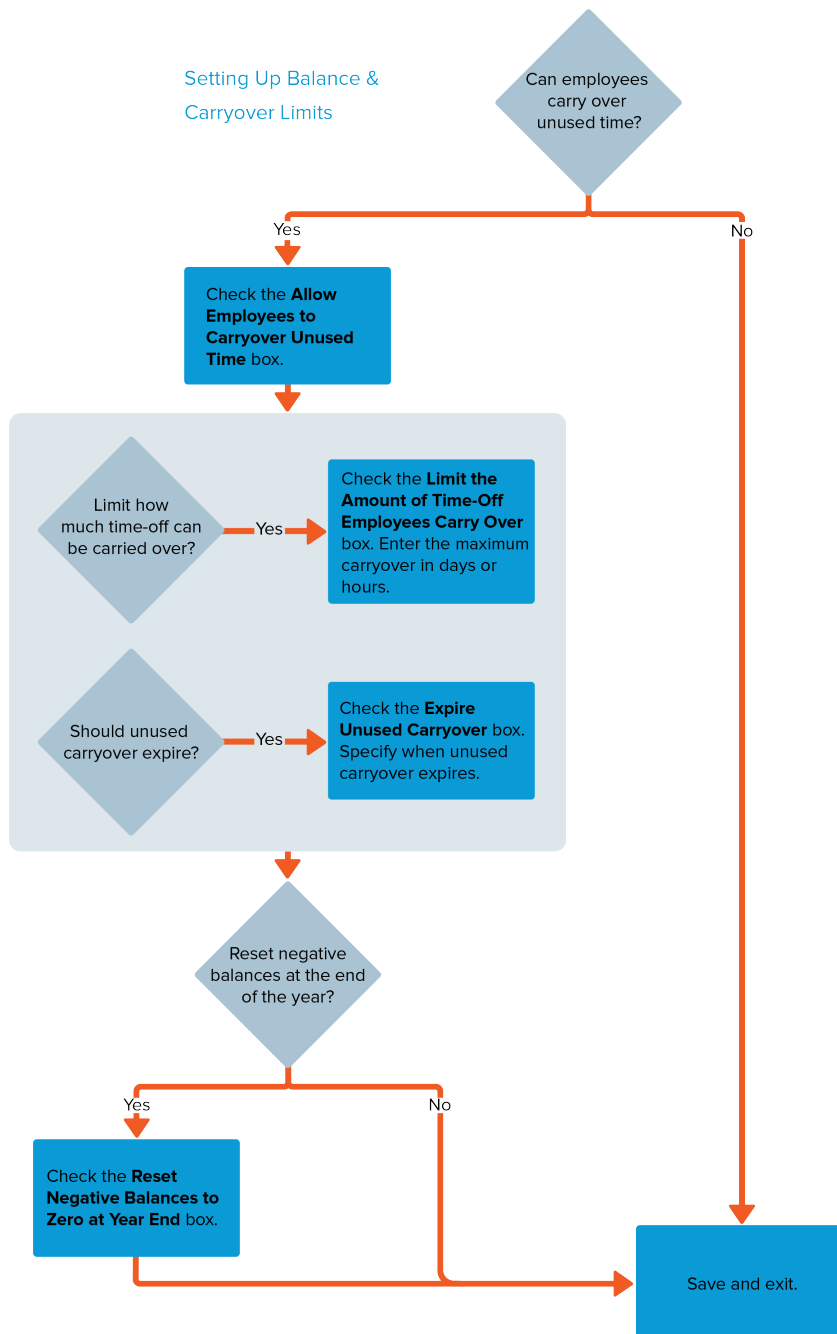 Setting Up Balance &
Carryover Limits
Can employees
carry over
unused time?
Yes
No
Check the Allow
Employees to
Carryover Unused
Time box.
Limit how
much time-off can
be carried over?
Yes
Check the Limit the
Amount of Time-Off
Employees Carry Over
box. Enter the maximum
carryover in days or
hours.
Should unused
carryover expire?
Yes
Check the Expire
Unused Carryover box.
Specify when unused
carryover expires.
Reset negative
balances at the end
of the year?
Yes
No
Check the Reset
Negative Balances to
Zero at Year End box.
Save and exit.